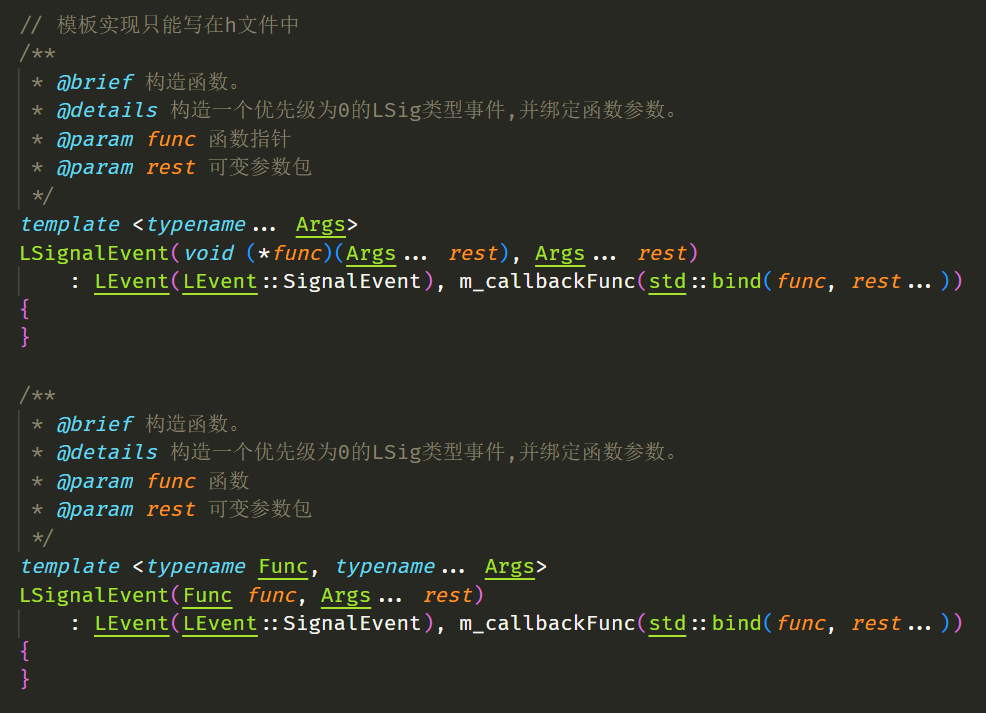 // 模板实现只能写在h文件中
/**
 * @brief 构造函数。
 * @details 构造一个优先级为0的LSig类型事件,并绑定函数参数。
 * @param func 函数指针
 * @param rest 可变参数包
 */
template <typename... Args>
LSignalEvent(void (*func)(Args... rest), Args... rest)
    : LEvent(LEvent::SignalEvent), m_callbackFunc(std::bind(func, rest...))
{
}

/**
 * @brief 构造函数。
 * @details 构造一个优先级为0的LSig类型事件,并绑定函数参数。
 * @param func 函数
 * @param rest 可变参数包
 */
template <typename Func, typename... Args>
LSignalEvent(Func func, Args... rest)
    : LEvent(LEvent::SignalEvent), m_callbackFunc(std::bind(func, rest...))
{
}